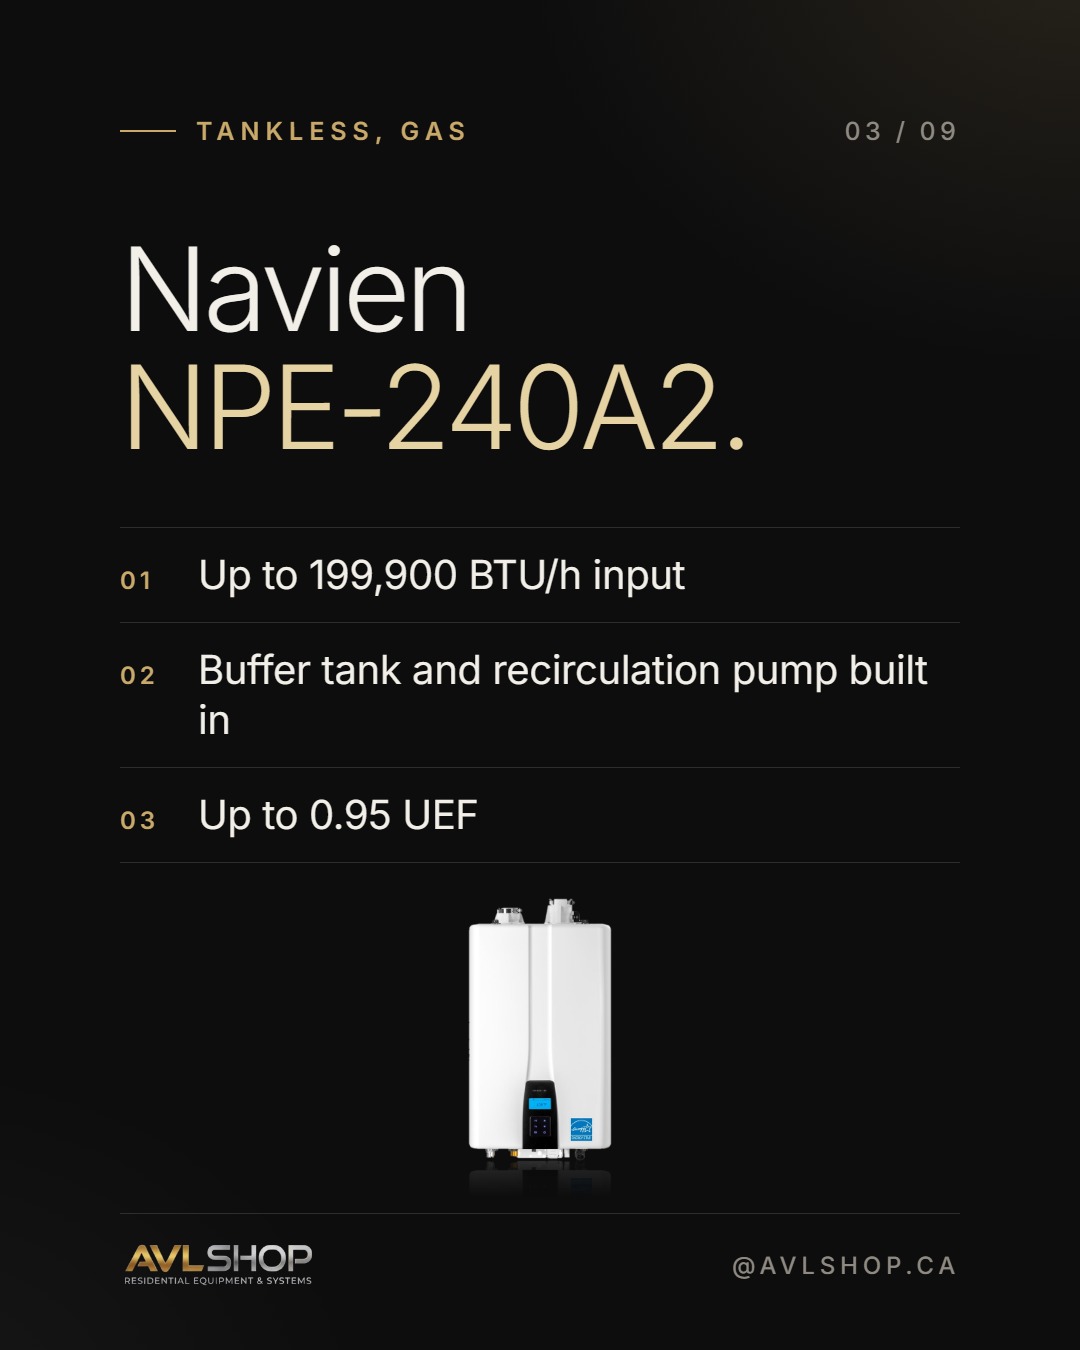 TANKLESS, GAS
03 / 09
Navien
NPE-240A2.
01 Up to 199,900 BTU/h input
02 Buffer tank and recirculation pump built
in
03 Up to 0.95 UEF
AVLSHOP
RESIDENTIAL EQUIPMENT & SYSTEMS
@AVLSHOP.CA